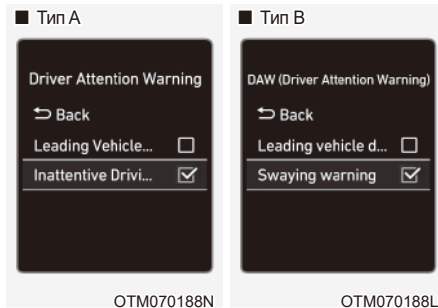 ■ Тип A
Driver Attention Warning
⮌ Back
Leading Vehicle...
Inattentive Drivi...
OTM070188N
■ Тип B
DAW (Driver Attention Warning)
⮌ Back
Leading vehicle d...
Swaying warning
OTM070188L